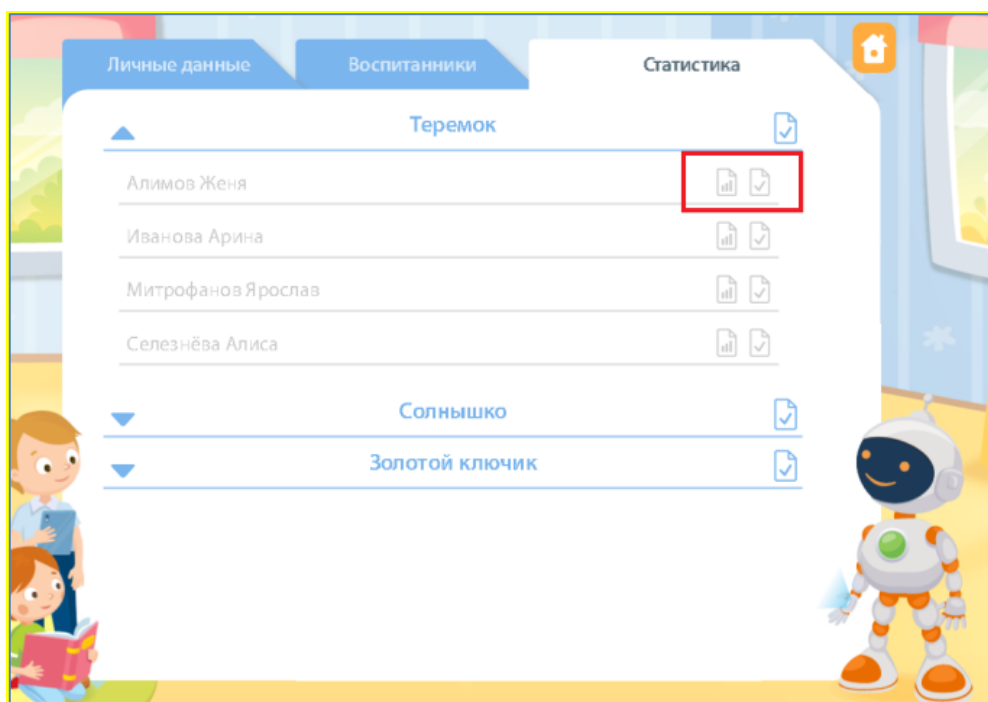 Личные данные
Воспитанники
Статистика
Теремок
Алимов Женя
Иванова Арина
Митрофанов Ярослав
Селезнёва Алиса
Солнышко
Золотой ключик